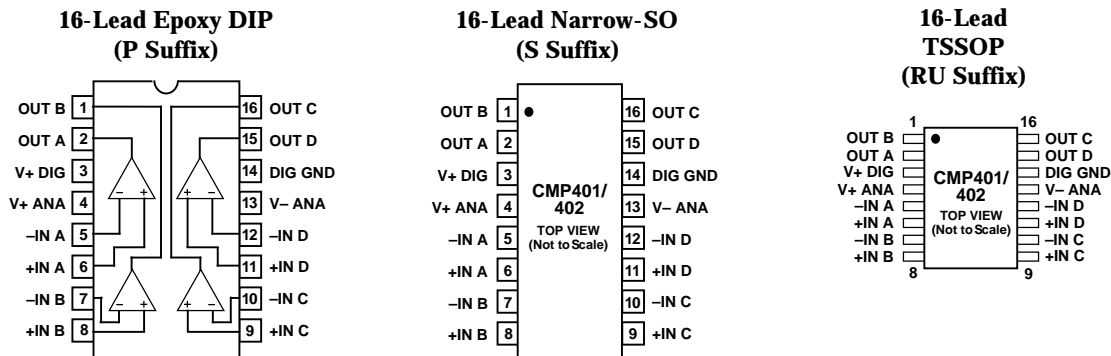 16-Lead Epoxy DIP
(P Suffix)
OUT B 1
16 OUT C
OUT A 2
15 OUT D
V+ DIG 3
14 DIG GND
V+ ANA 4
13 V– ANA
–IN A 5
12 –IN D
+IN A 6
11 +IN D
–IN B 7
10 –IN C
+IN B 8
9 +IN C
– +
+ –
– +
+ –
16-Lead Narrow-SO
(S Suffix)
OUT B 1
16 OUT C
OUT A 2
15 OUT D
V+ DIG 3
14 DIG GND
V+ ANA 4
13 V– ANA
–IN A 5
12 –IN D
+IN A 6
11 +IN D
–IN B 7
10 –IN C
+IN B 8
9 +IN C
CMP401/
402
TOP VIEW
(Not to Scale)
16-Lead
TSSOP
(RU Suffix)
1
16
OUT B
OUT C
OUT A
OUT D
V+ DIG
DIG GND
V+ ANA
V– ANA
–IN A
–IN D
+IN A
+IN D
–IN B
–IN C
+IN B
+IN C
8
9
CMP401/
402
TOP VIEW
(Not to Scale)